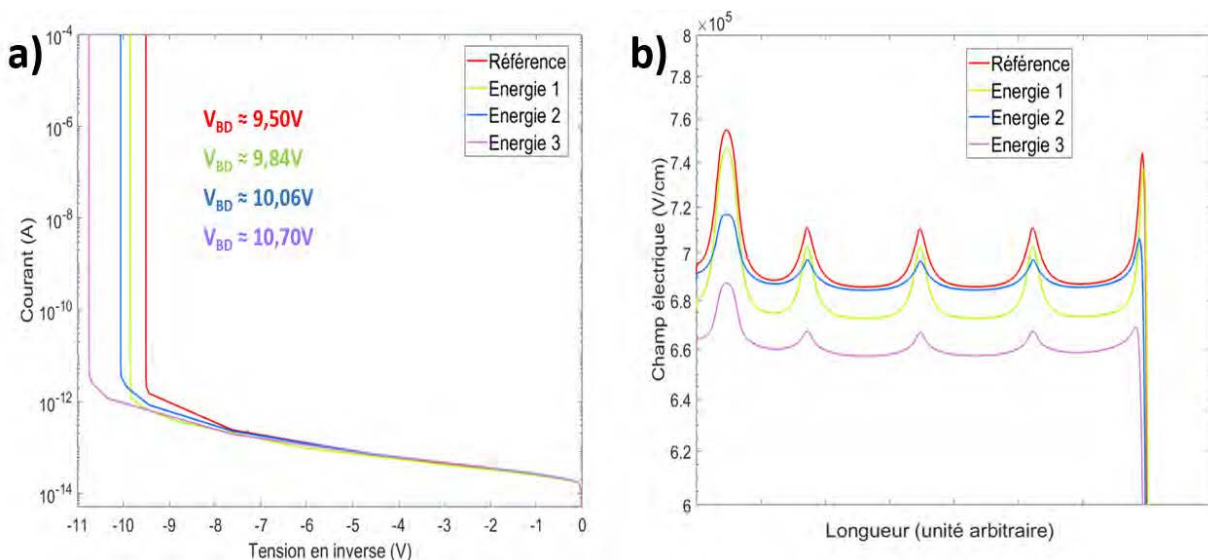 a)
10^-4
10^-6
10^-8
10^-10
10^-12
10^-14
Courant (A)
-11 -10 -9 -8 -7 -6 -5 -4 -3 -2 -1 0
Tension en inverse (V)
Référence
Energie 1
Energie 2
Energie 3
V_BD ≈ 9,50V
V_BD ≈ 9,84V
V_BD ≈ 10,06V
V_BD ≈ 10,70V
b)
×10^5
8
7.8
7.6
7.4
7.2
7
6.8
6.6
6.4
6.2
6
Champ électrique (V/cm)
Longueur (unité arbitraire)
Référence
Energie 1
Energie 2
Energie 3